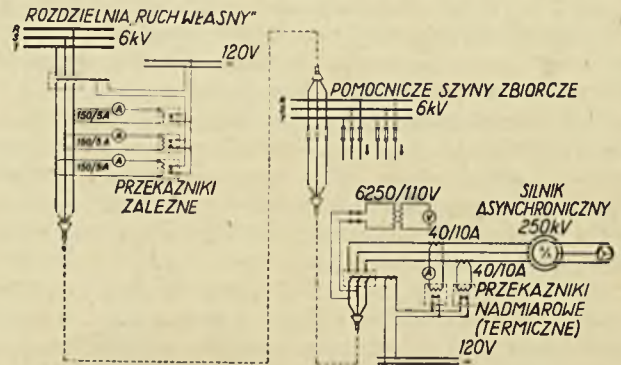 ROZDZIELNIA „RUCH WŁASNY"
R
S
T
6kV
120V
=
150/5A
A
150/5A
A
150/5A
A
PRZEKAŹNIKI
ZALEŻNE
POMOCNICZE SZYNY ZBIORCZE
R
S
T
6kV
6250/110V
V
SILNIK
ASYNCHRONICZNY
250kV
40/10A
A
40/10A
PRZEKAŹNIKI
NADMIAROWE
(TERMICZNE)
120V
=